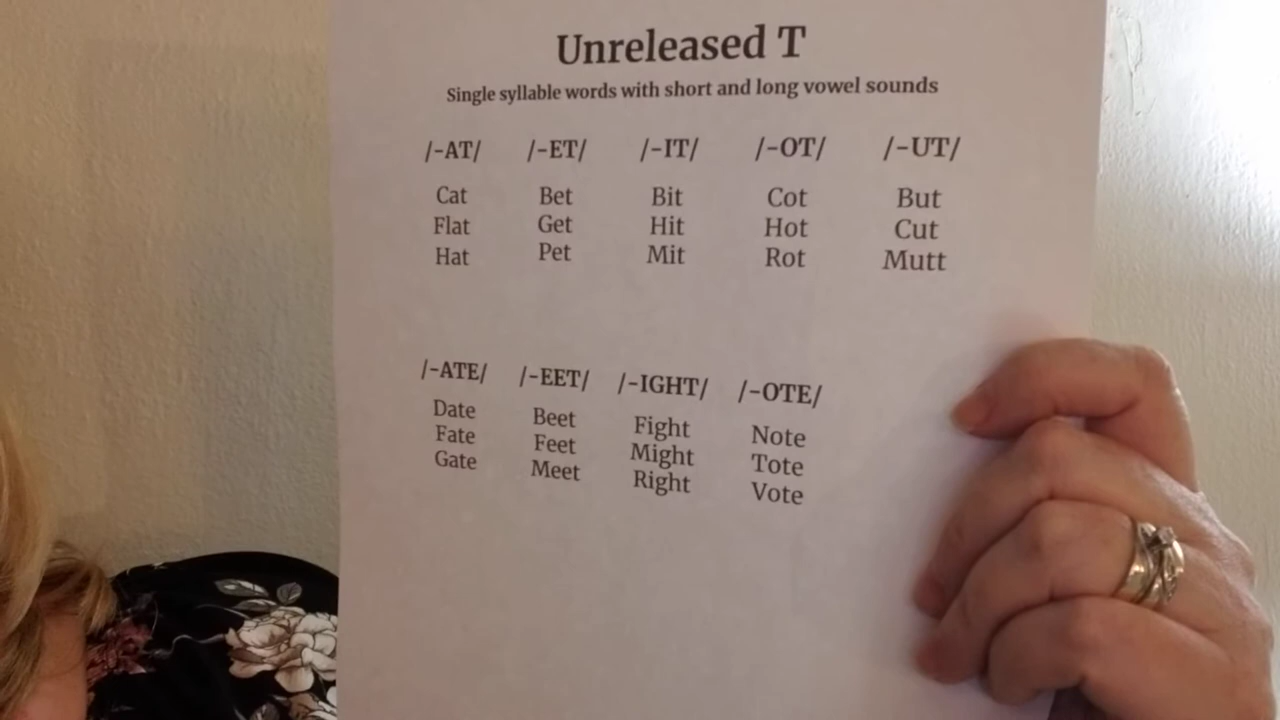 Unreleased T
Single syllable words with short and long vowel sounds
/-AT/ /-ET/ /-IT/ /-OT/ /-UT/
Cat Bet Bit Cot But
Flat Get Hit Hot Cut
Hat Pet Mit Rot Mutt
/-ATE/ /-EET/ /-IGHT/ /-OTE/
Date Beet Fight Note
Fate Feet Might Tote
Gate Meet Right Vote